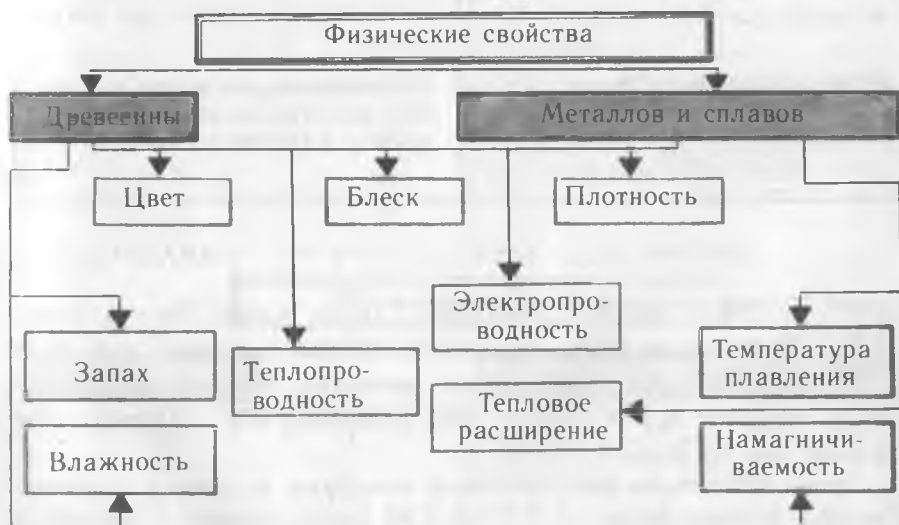 Физические свойства
Древесины
Металлов и сплавов
Цвет
Блеск
Плотность
Электропро-
водность
Запах
Теплопро-
водность
Температура
плавления
Тепловое
расширение
Влажность
Намагничи-
ваемость